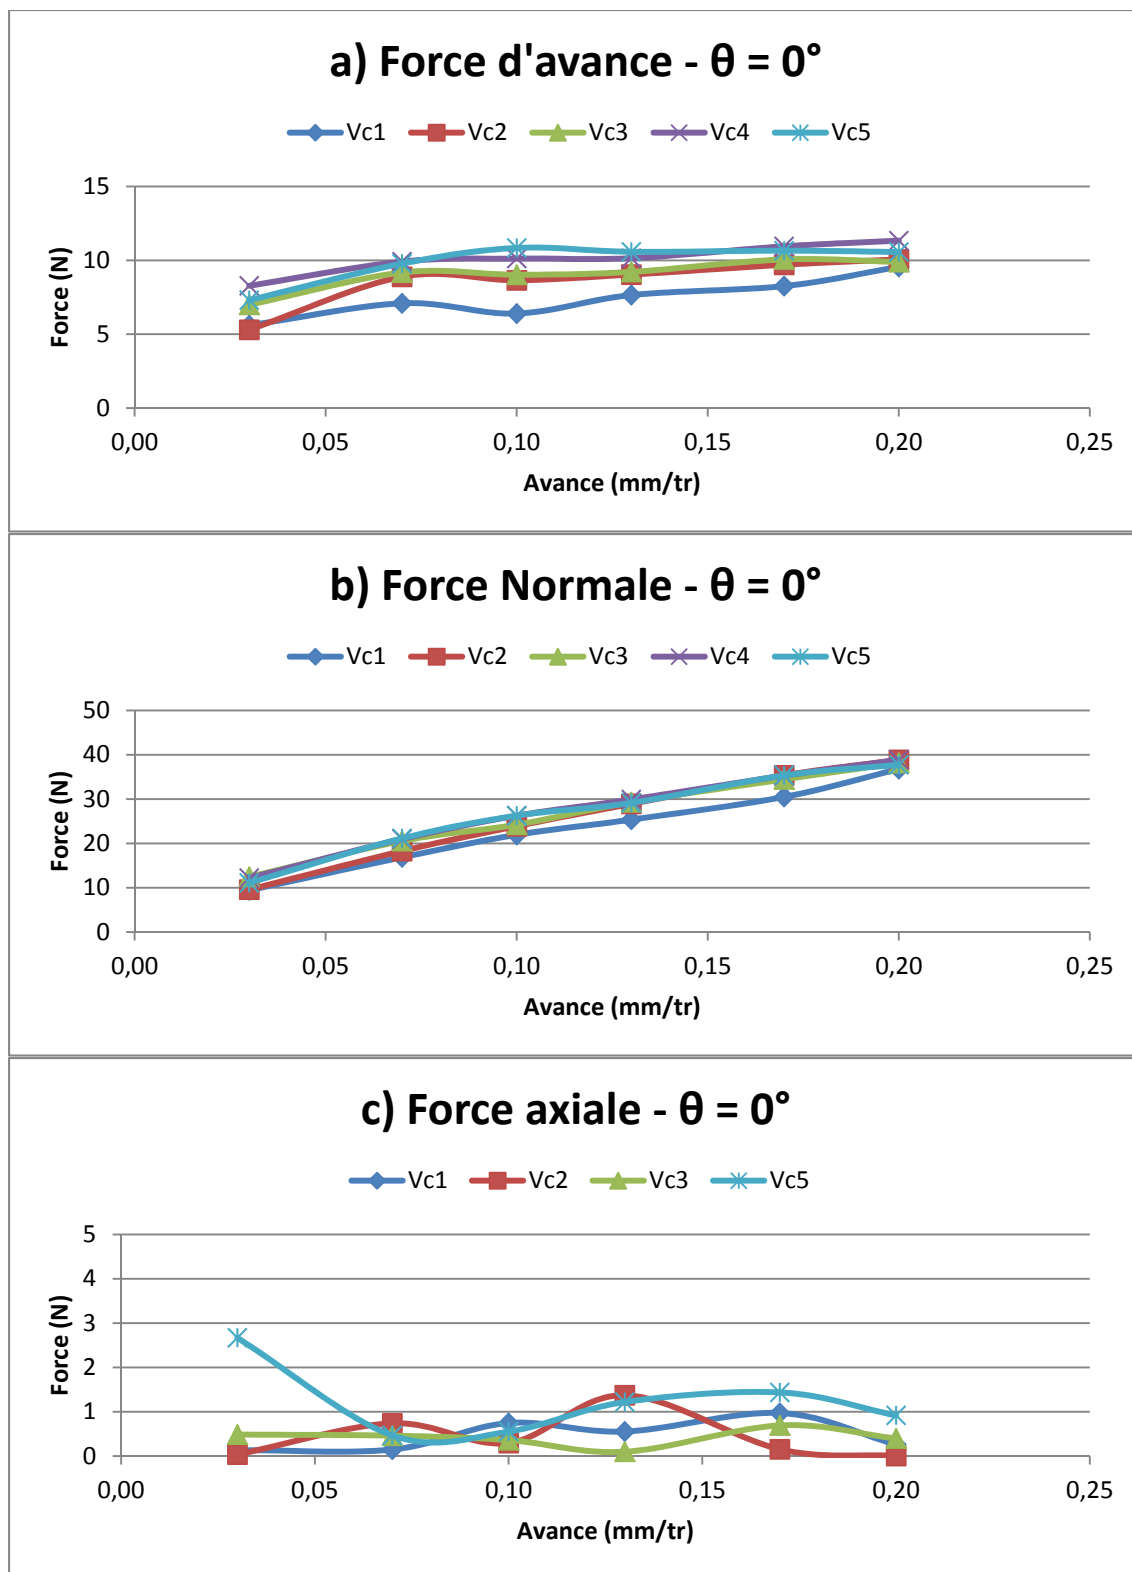 a) Force d'avance - θ = 0°
Vc1 Vc2 Vc3 Vc4 Vc5
15
10
5
0
Force (N)
0,00 0,05 0,10 0,15 0,20 0,25
Avance (mm/tr)
b) Force Normale - θ = 0°
Vc1 Vc2 Vc3 Vc4 Vc5
50
40
30
20
10
0
Force (N)
0,00 0,05 0,10 0,15 0,20 0,25
Avance (mm/tr)
c) Force axiale - θ = 0°
Vc1 Vc2 Vc3 Vc5
5
4
3
2
1
0
Force (N)
0,00 0,05 0,10 0,15 0,20 0,25
Avance (mm/tr)